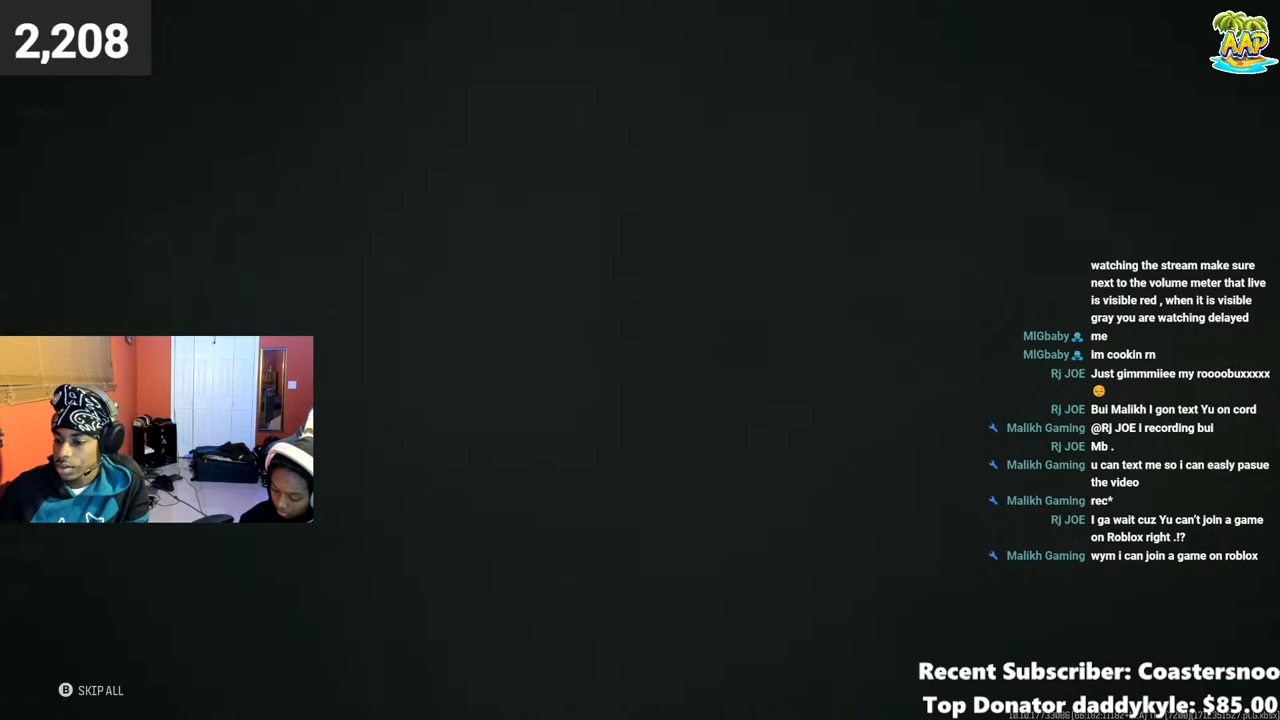 2,208
AAP
watching the stream make sure
next to the volume meter that live
is visible red , when it is visible
gray you are watching delayed
MlGbaby me
MlGbaby im cookin rn
Rj JOE Just gimmmiiee my roooobuxxxxx
😔
Rj JOE Bui Malikh I gon text Yu on cord
Malikh Gaming @Rj JOE i recording bui
Rj JOE Mb .
Malikh Gaming u can text me so i can easly pasue
the video
Malikh Gaming rec*
Rj JOE I ga wait cuz Yu can't join a game
on Roblox right .!?
Malikh Gaming wym i can join a game on roblox
B SKIP ALL
Recent Subscriber: Coastersnoo
Top Donator daddykyle: $85.00